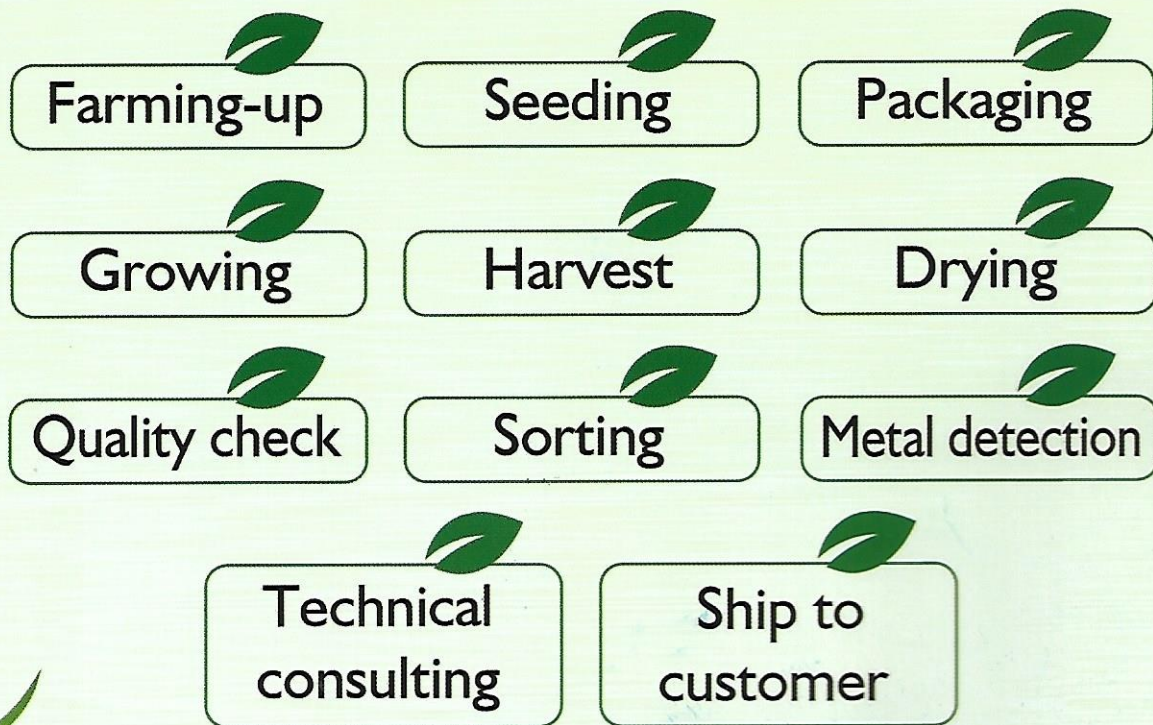 Farming-up
Seeding
Packaging
Growing
Harvest
Drying
Quality check
Sorting
Metal detection
Technical
consulting
Ship to
customer